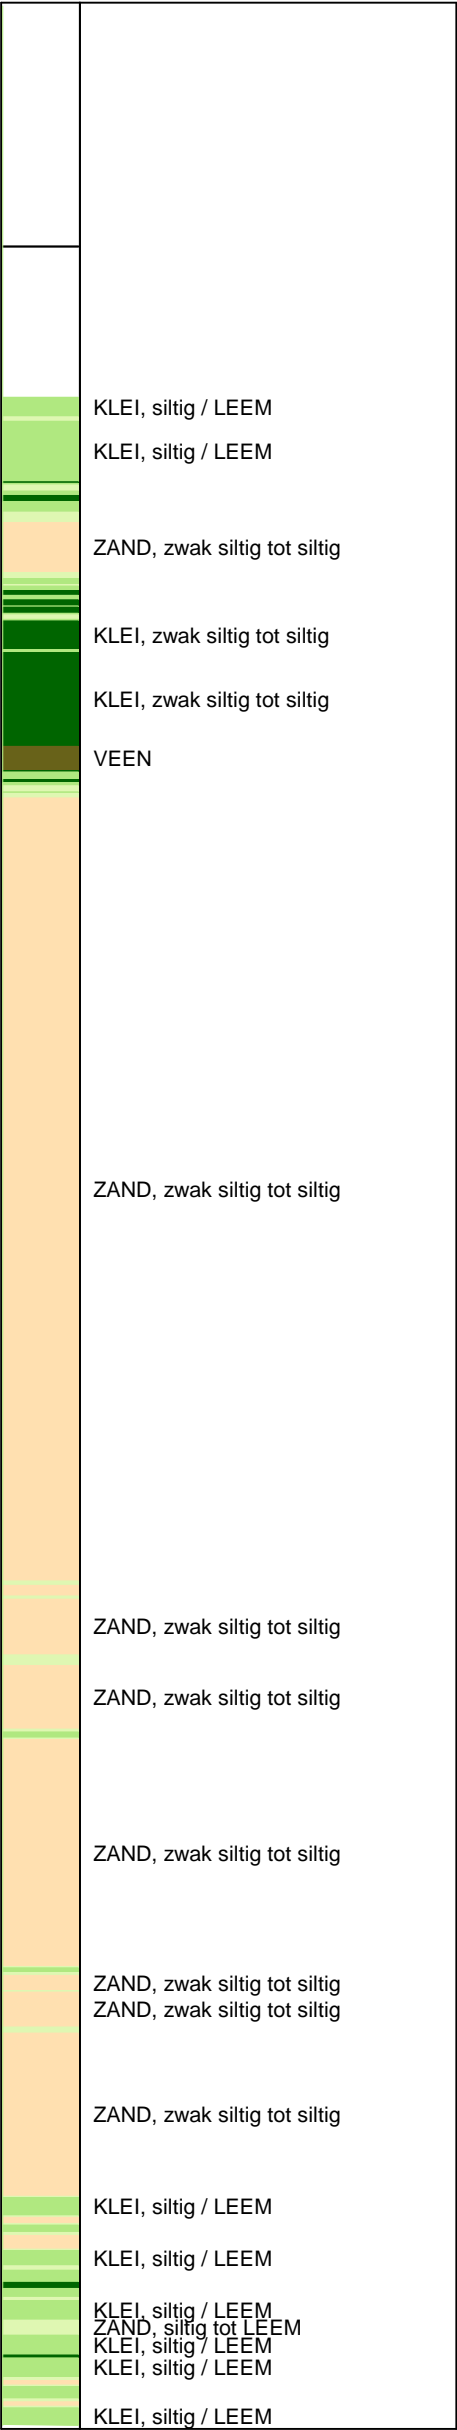 KLEI, siltig / LEEM
KLEI, siltig / LEEM
ZAND, zwak siltig tot siltig
KLEI, zwak siltig tot siltig
KLEI, zwak siltig tot siltig
VEEN
ZAND, zwak siltig tot siltig
ZAND, zwak siltig tot siltig
ZAND, zwak siltig tot siltig
ZAND, zwak siltig tot siltig
ZAND, zwak siltig tot siltig
ZAND, zwak siltig tot siltig
ZAND, zwak siltig tot siltig
KLEI, siltig / LEEM
KLEI, siltig / LEEM
KLEI, siltig / LEEM
ZAND, siltig tot LEEM
KLEI, siltig / LEEM
KLEI, siltig / LEEM
KLEI, siltig / LEEM